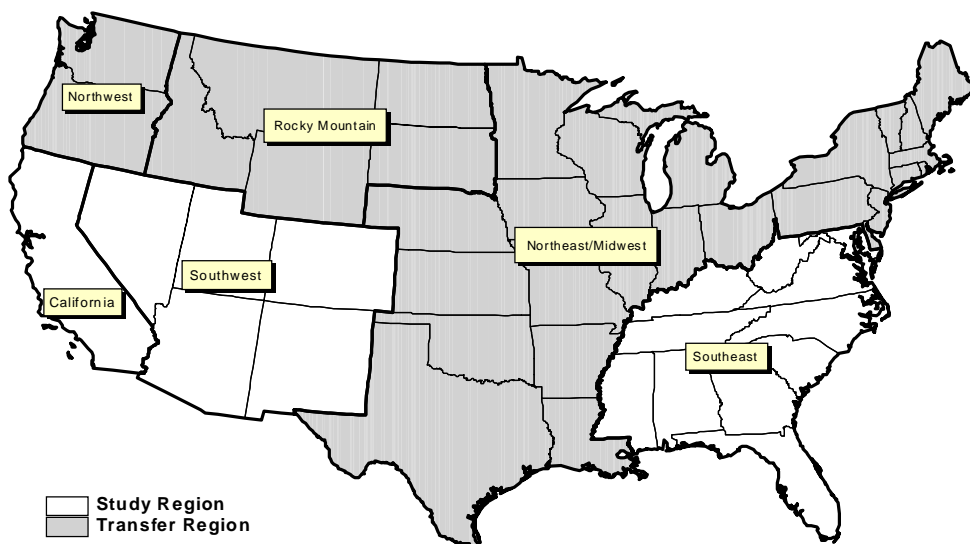 Northwest
Rocky Mountain
Northeast/Midwest
Southwest
California
Southeast
Study Region
Transfer Region